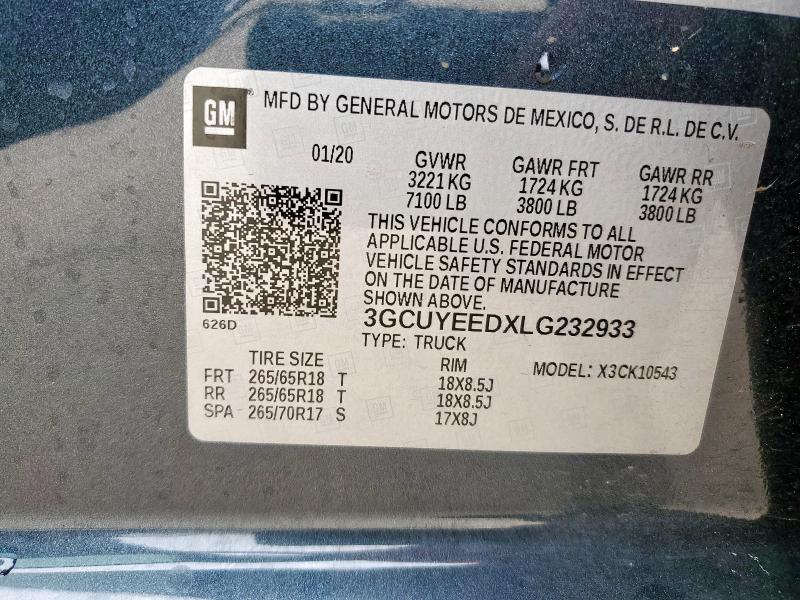 GM MFD BY GENERAL MOTORS DE MEXICO, S. DE R.L. DE C.V.
01/20 GVWR GAWR FRT GAWR RR
3221 KG 1724 KG 1724 KG
7100 LB 3800 LB 3800 LB
THIS VEHICLE CONFORMS TO ALL
APPLICABLE U.S. FEDERAL MOTOR
VEHICLE SAFETY STANDARDS IN EFFECT
ON THE DATE OF MANUFACTURE
SHOWN ABOVE.
626D
3GCUYEEDXLG232933
TYPE: TRUCK
TIRE SIZE RIM MODEL: X3CK10543
FRT 265/65R18 T 18X8.5J
RR 265/65R18 T 18X8.5J
SPA 265/70R17 S 17X8J